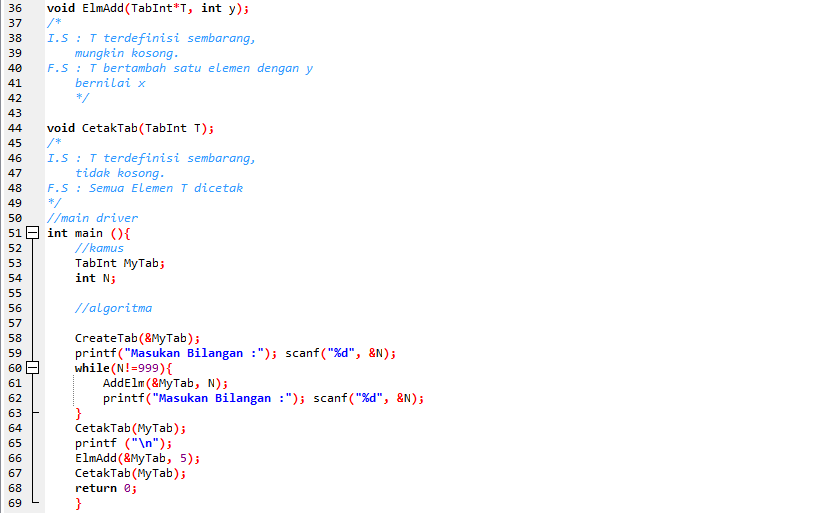 36 void ElmAdd(TabInt*T, int y);
37 /*
38 I.S : T terdefinisi sembarang,
39 mungkin kosong.
40 F.S : T bertambah satu elemen dengan y
41 bernilai x
42 */
43
44 void CetakTab(TabInt T);
45 /*
46 I.S : T terdefinisi sembarang,
47 tidak kosong.
48 F.S : Semua Elemen T dicetak
49 */
50 //main driver
51 int main (){
52 //kamus
53 TabInt MyTab;
54 int N;
55
56 //algoritma
57
58 CreateTab(&MyTab);
59 printf("Masukan Bilangan :"); scanf("%d", &N);
60 while(N!=999){
61 AddElm(&MyTab, N);
62 printf("Masukan Bilangan :"); scanf("%d", &N);
63 }
64 CetakTab(MyTab);
65 printf ("\n");
66 ElmAdd(&MyTab, 5);
67 CetakTab(MyTab);
68 return 0;
69 }